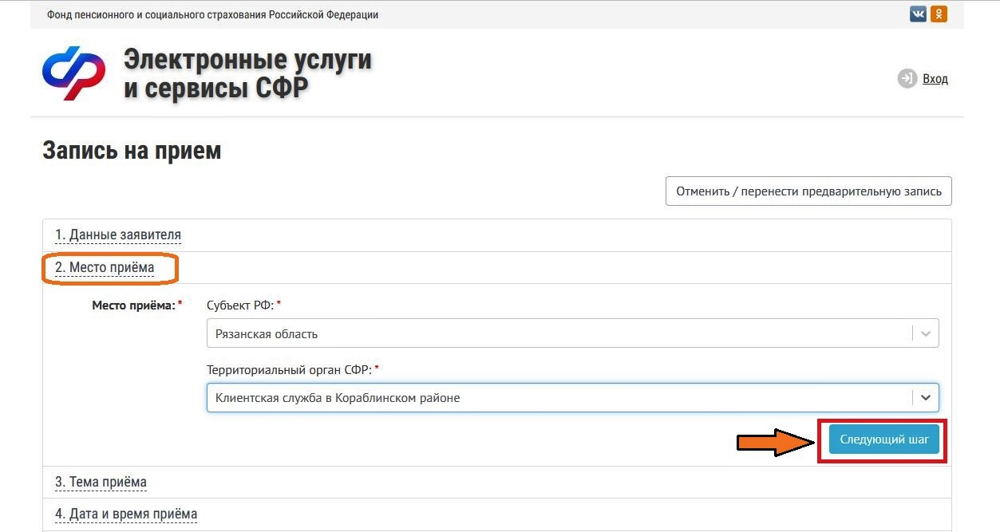 Фонд пенсионного и социального страхования Российской Федерации
Электронные услуги
и сервисы СФР
Вход
Запись на прием
Отменить / перенести предварительную запись
1. Данные заявителя
2. Место приёма
Место приёма: * Субъект РФ: *
Рязанская область
Территориальный орган СФР: *
Клиентская служба в Кораблинском районе
Следующий шаг
3. Тема приёма
4. Дата и время приёма